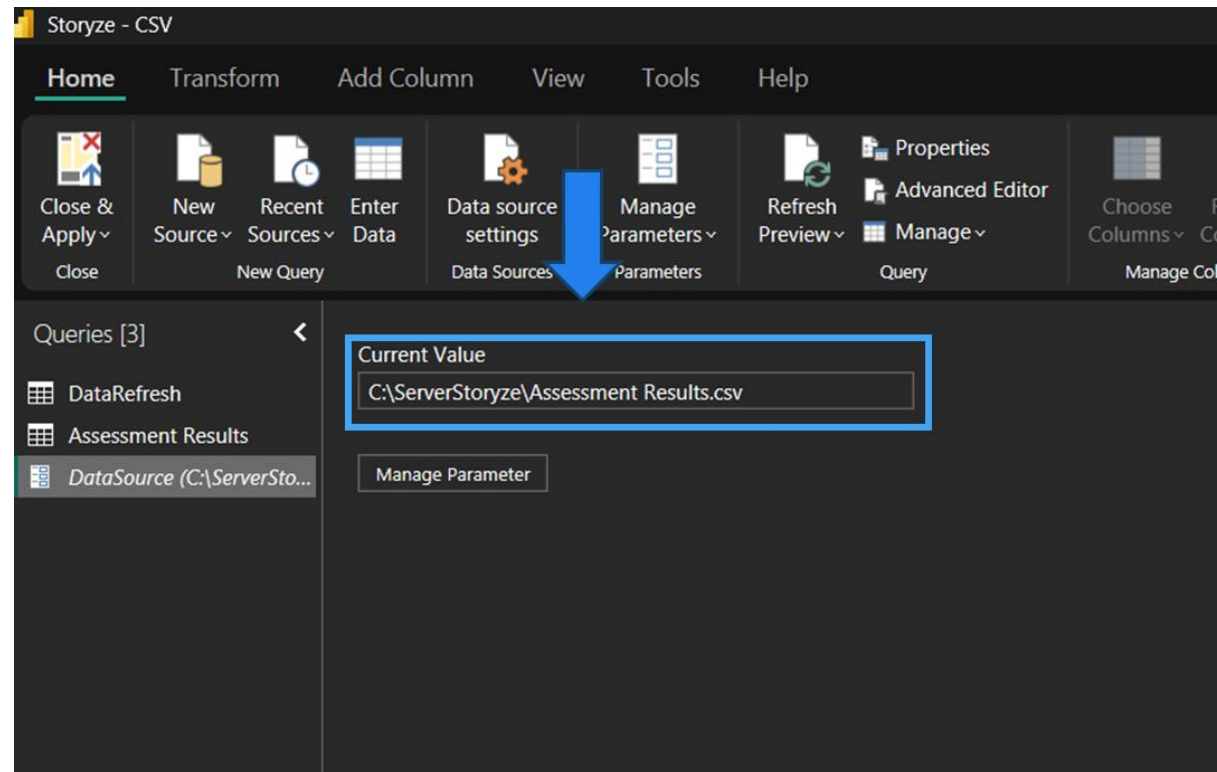 Storyze - CSV
Home Transform Add Column View Tools Help
Close & Apply
New Source
Recent Sources
Enter Data
Data source settings
Manage Parameters
Refresh Preview
Properties
Advanced Editor
Manage
Choose Columns
Close
New Query
Data Sources
Parameters
Query
Manage Col
Queries [3]
DataRefresh
Assessment Results
DataSource (C:\ServerSto...
Current Value
C:\ServerStoryze\Assessment Results.csv
Manage Parameter